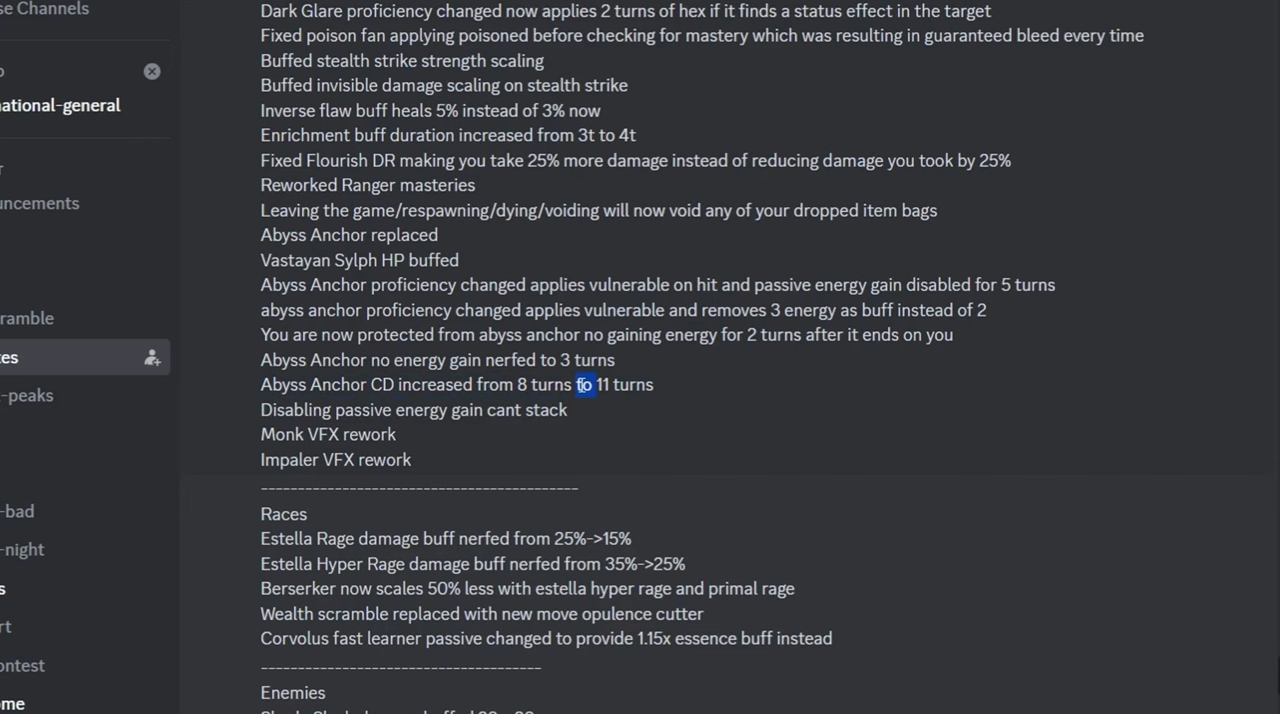 se Channels
national-general
uncements
ramble
tes
-peaks
-bad
-night
rt
ontest
ome
Dark Glare proficiency changed now applies 2 turns of hex if it finds a status effect in the target
Fixed poison fan applying poisoned before checking for mastery which was resulting in guaranteed bleed every time
Buffed stealth strike strength scaling
Buffed invisible damage scaling on stealth strike
Inverse flaw buff heals 5% instead of 3% now
Enrichment buff duration increased from 3t to 4t
Fixed Flourish DR making you take 25% more damage instead of reducing damage you took by 25%
Reworked Ranger masteries
Leaving the game/respawning/dying/voiding will now void any of your dropped item bags
Abyss Anchor replaced
Vastayan Sylph HP buffed
Abyss Anchor proficiency changed applies vulnerable on hit and passive energy gain disabled for 5 turns
abyss anchor proficiency changed applies vulnerable and removes 3 energy as buff instead of 2
You are now protected from abyss anchor no gaining energy for 2 turns after it ends on you
Abyss Anchor no energy gain nerfed to 3 turns
Abyss Anchor CD increased from 8 turns to 11 turns
Disabling passive energy gain cant stack
Monk VFX rework
Impaler VFX rework
------------------------------------------
Races
Estella Rage damage buff nerfed from 25%->15%
Estella Hyper Rage damage buff nerfed from 35%->25%
Berserker now scales 50% less with estella hyper rage and primal rage
Wealth scramble replaced with new move opulence cutter
Corvolus fast learner passive changed to provide 1.15x essence buff instead
-------------------------------------
Enemies